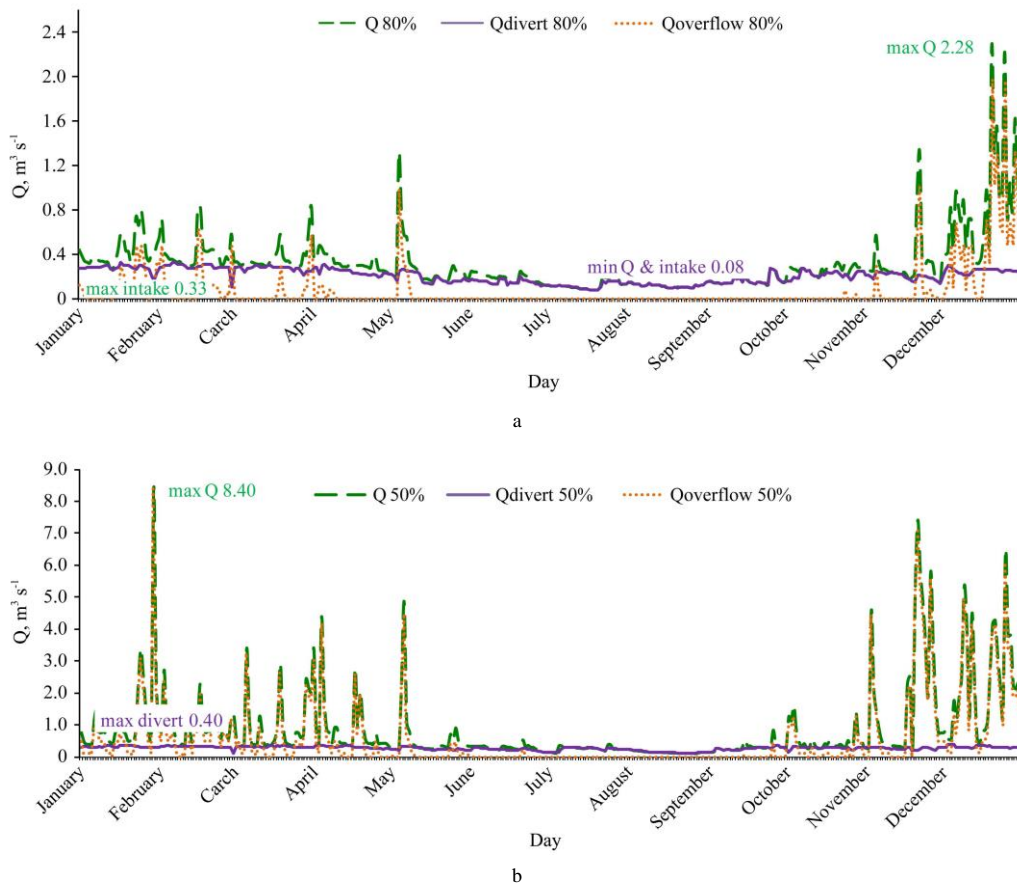 Q 80% Qdivert 80% Qoverflow 80%
2.4
2.0
1.6
1.2
0.8
0.4
0
Q, m³ s⁻¹
max Q 2.28
min Q & intake 0.08
max intake 0.33
January February Carch April May June July August September October November December
Day
a
9.0
8.0
7.0
6.0
5.0
4.0
3.0
2.0
1.0
0
Q, m³ s⁻¹
max Q 8.40
Q 50% Qdivert 50% Qoverflow 50%
max divert 0.40
January February Carch April May June July August September October November December
Day
b